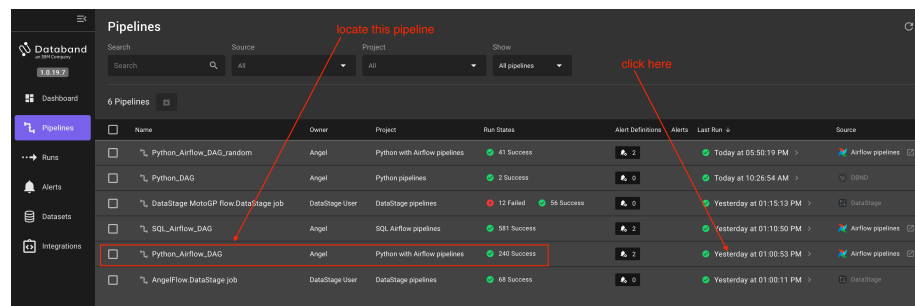 Pipelines
locate this pipeline
Databand
an IBM Company
1.0.19.7
Search Source Project Show
Search All All All pipelines
click here
Dashboard
6 Pipelines
Pipelines
Name Owner Project Run States Alert Definitions Alerts Last Run ↓ Source
Runs
Python_Airflow_DAG_random Angel Python with Airflow pipelines 41 Success 2 Today at 05:50:19 PM > Airflow pipelines
Python_DAG Angel Python pipelines 2 Success 0 Today at 10:26:54 AM > DBND
Alerts
DataStage MotoGP flow.DataStage job DataStage User DataStage pipelines 12 Failed 56 Success 0 Yesterday at 01:15:13 PM > DataStage
Datasets
SQL_Airflow_DAG Angel SQL Airflow pipelines 581 Success 2 Yesterday at 01:10:50 PM > Airflow pipelines
Integrations
Python_Airflow_DAG Angel Python with Airflow pipelines 240 Success 2 Yesterday at 01:00:53 PM > Airflow pipelines
AngelFlow.DataStage job DataStage User DataStage pipelines 68 Success 0 Yesterday at 01:00:11 PM > DataStage